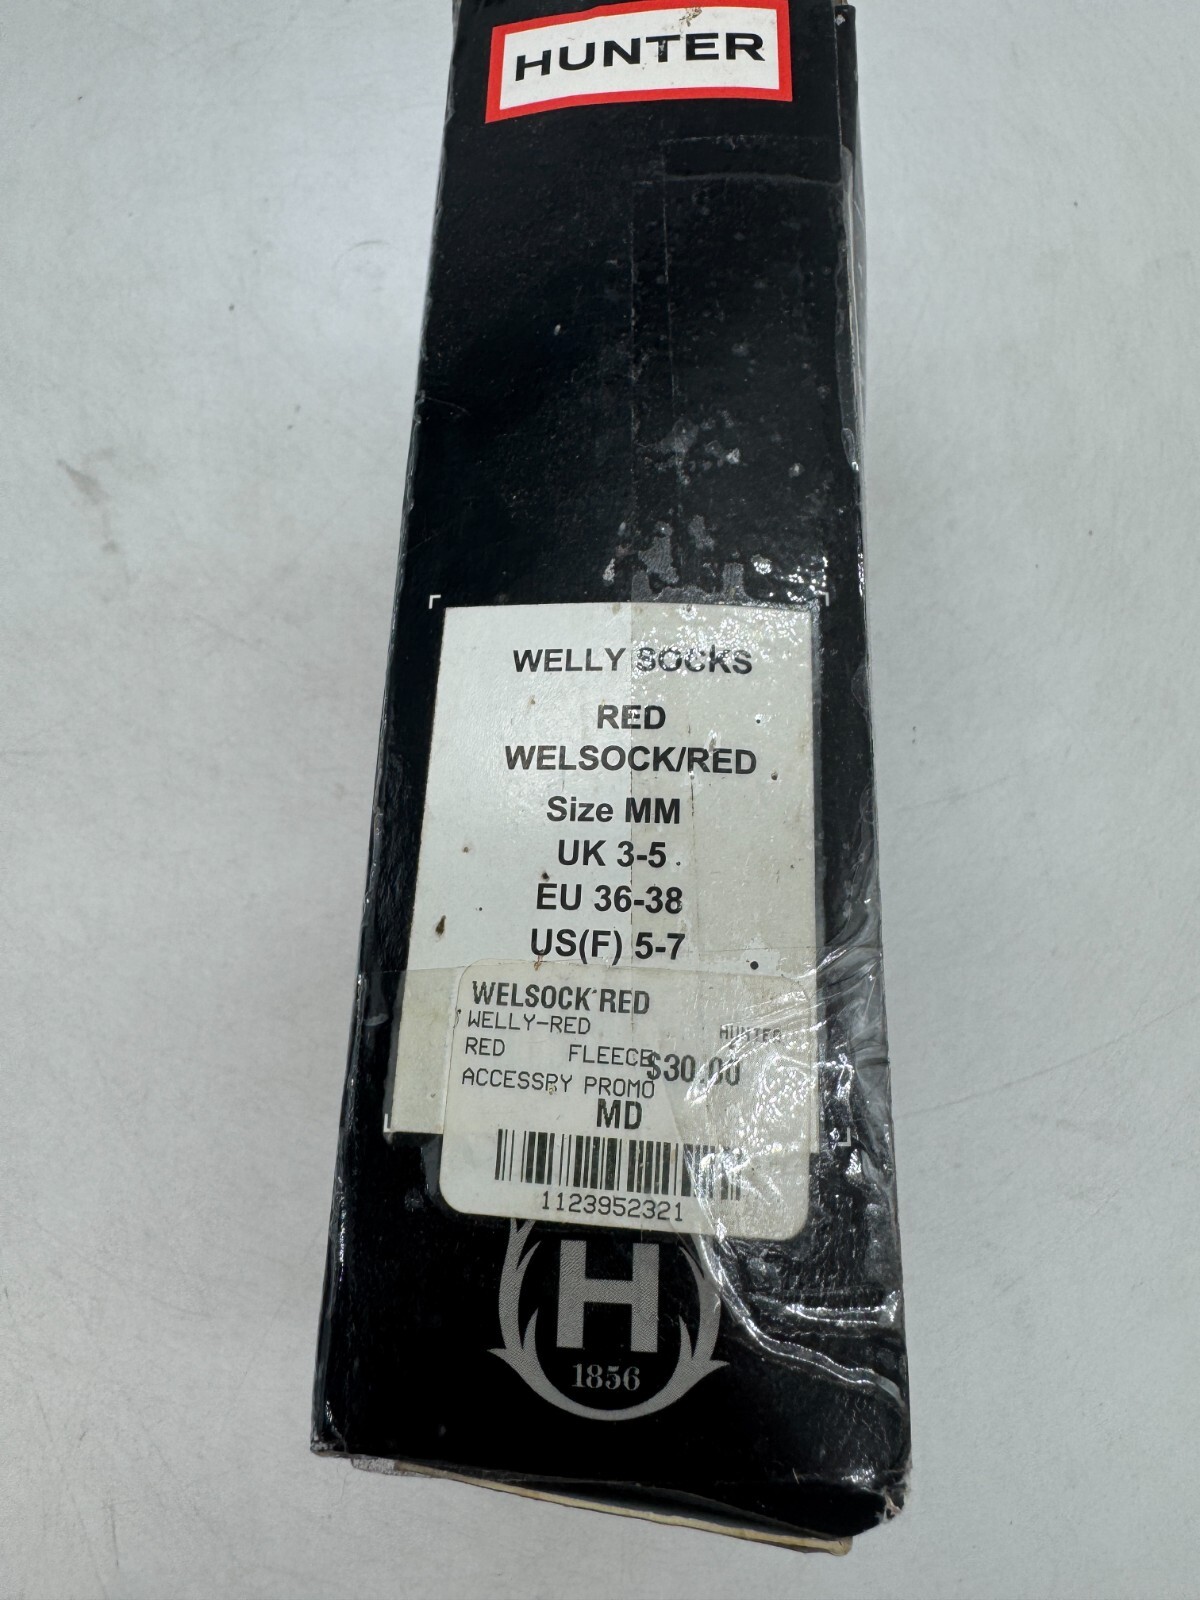 HUNTER
WELLY SOCKS
RED
WELSOCK/RED
Size MM
UK 3-5
EU 36-38
US(F) 5-7
WELSOCK*RED
WELLY-RED HUNTER
RED FLEECE $30.00
ACCESSRY PROMO
MD
1123952321
H
1856